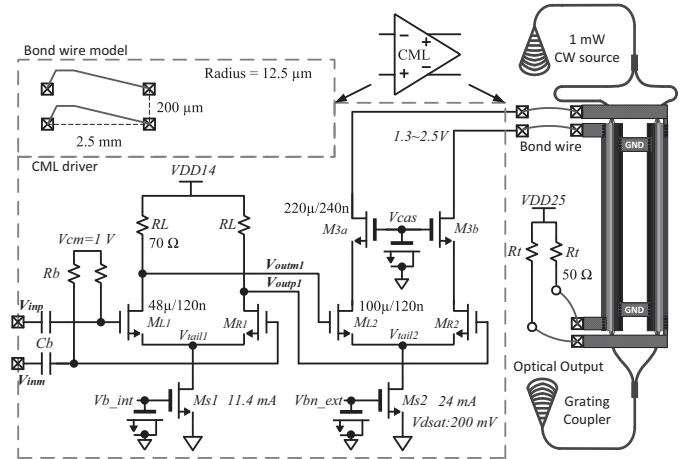 Bond wire model
Radius = 12.5 µm
200 µm
2.5 mm
CML driver
CML
1 mW
CW source
1.3~2.5V
Bond wire
GND
VDD14
RL
70 Ω
RL
Vcm=1 V
Rb
220µ/240n
Vcas
M3a
M3b
VDD25
Rt
Rt
50 Ω
Voutm1
Voutp1
Vinp
48µ/120n
ML1
MR1
100µ/120n
ML2
MR2
GND
Cb
Vinm
Vtail1
Vtail2
Vb_int
Ms1
11.4 mA
Vbn_ext
Ms2
24 mA
Vdsat:200 mV
Optical Output
Grating
Coupler